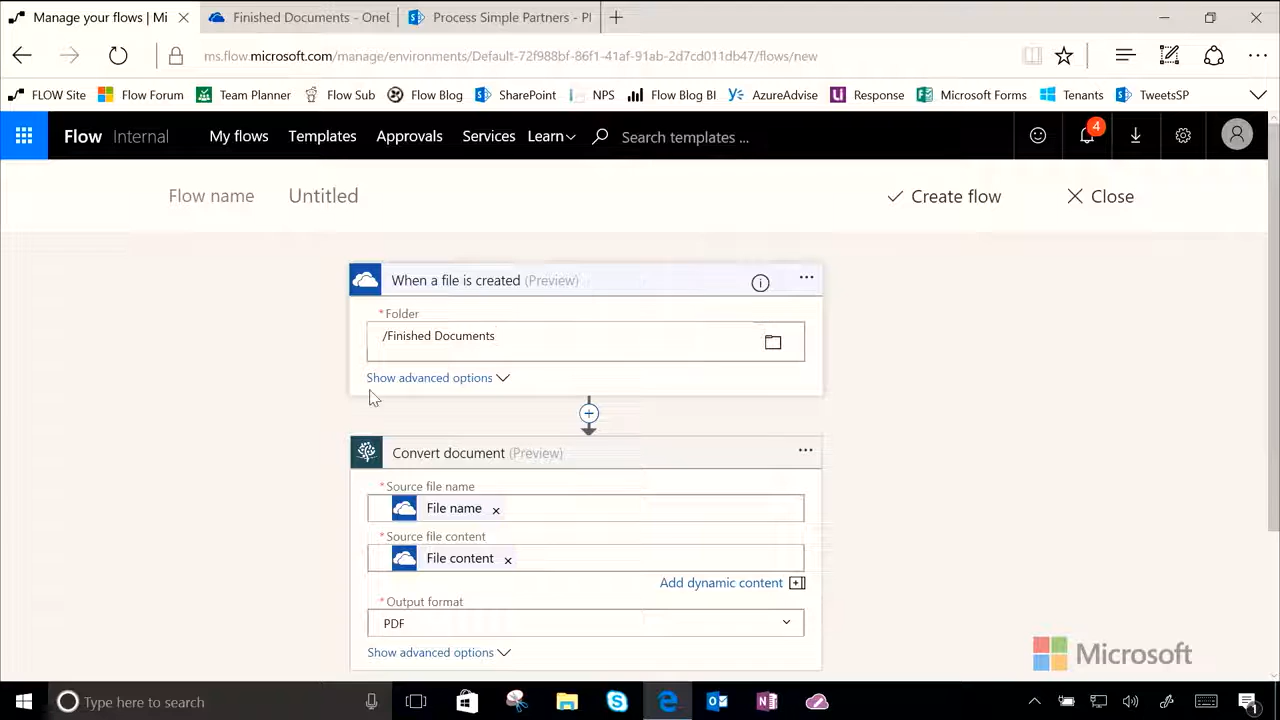 Manage your flows | Mi
Finished Documents - Onel
Process Simple Partners - Pl
ms.flow.microsoft.com/manage/environments/Default-72f988bf-86f1-41af-91ab-2d7cd011db47/flows/new
FLOW Site
Flow Forum
Team Planner
Flow Sub
Flow Blog
SharePoint
NPS
Flow Blog BI
AzureAdvise
Response
Microsoft Forms
Tenants
TweetsSP
Flow Internal
My flows
Templates
Approvals
Services
Learn
Search templates ...
4
Flow name
Untitled
Create flow
Close
When a file is created (Preview)
* Folder
/Finished Documents
Show advanced options
Convert document (Preview)
* Source file name
File name x
* Source file content
File content x
Add dynamic content
* Output format
PDF
Show advanced options
Microsoft
Type here to search
1